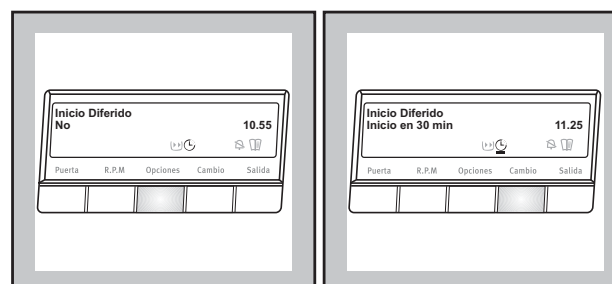 Inicio Diferido
No 10.55
Puerta R.P.M Opciones Cambio Salida
Inicio Diferido
Inicio en 30 min 11.25
Puerta R.P.M Opciones Cambio Salida